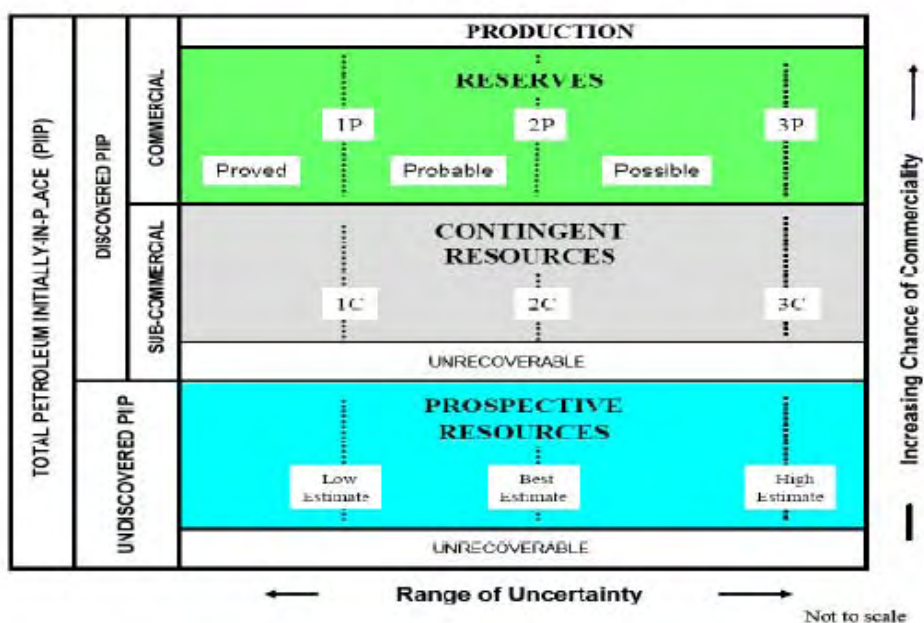 TOTAL PETROLEUM INITIALLY-IN-PLACE (PIIP)
DISCOVERED PIIP
UNDISCOVERED PIIP
COMMERCIAL
SUB-COMMERCIAL
PRODUCTION
RESERVES
1P 2P 3P
Proved Probable Possible
CONTINGENT
RESOURCES
1C 2C 3C
UNRECOVERABLE
PROSPECTIVE
RESOURCES
Low Best High
Estimate Estimate Estimate
UNRECOVERABLE
Increasing Chance of Commerciality
Range of Uncertainty
Not to scale